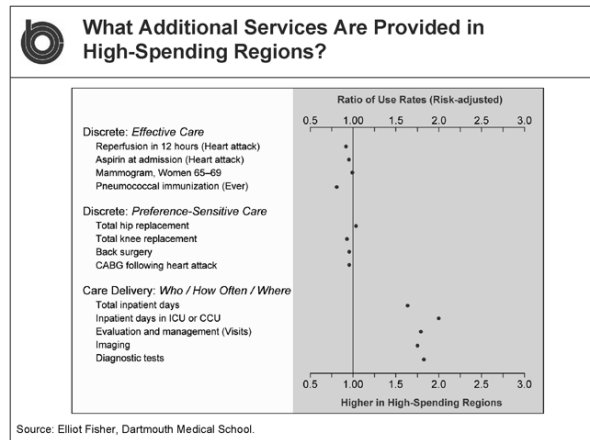 What Additional Services Are Provided in
High-Spending Regions?
Ratio of Use Rates (Risk-adjusted)
0.5 1.00 1.5 2.0 2.5 3.0
Discrete: Effective Care
Reperfusion in 12 hours (Heart attack)
Aspirin at admission (Heart attack)
Mammogram, Women 65–69
Pneumococcal immunization (Ever)
Discrete: Preference-Sensitive Care
Total hip replacement
Total knee replacement
Back surgery
CABG following heart attack
Care Delivery: Who / How Often / Where
Total inpatient days
Inpatient days in ICU or CCU
Evaluation and management (Visits)
Imaging
Diagnostic tests
0.5 1.00 1.5 2.0 2.5 3.0
Higher in High-Spending Regions
Source: Elliot Fisher, Dartmouth Medical School.